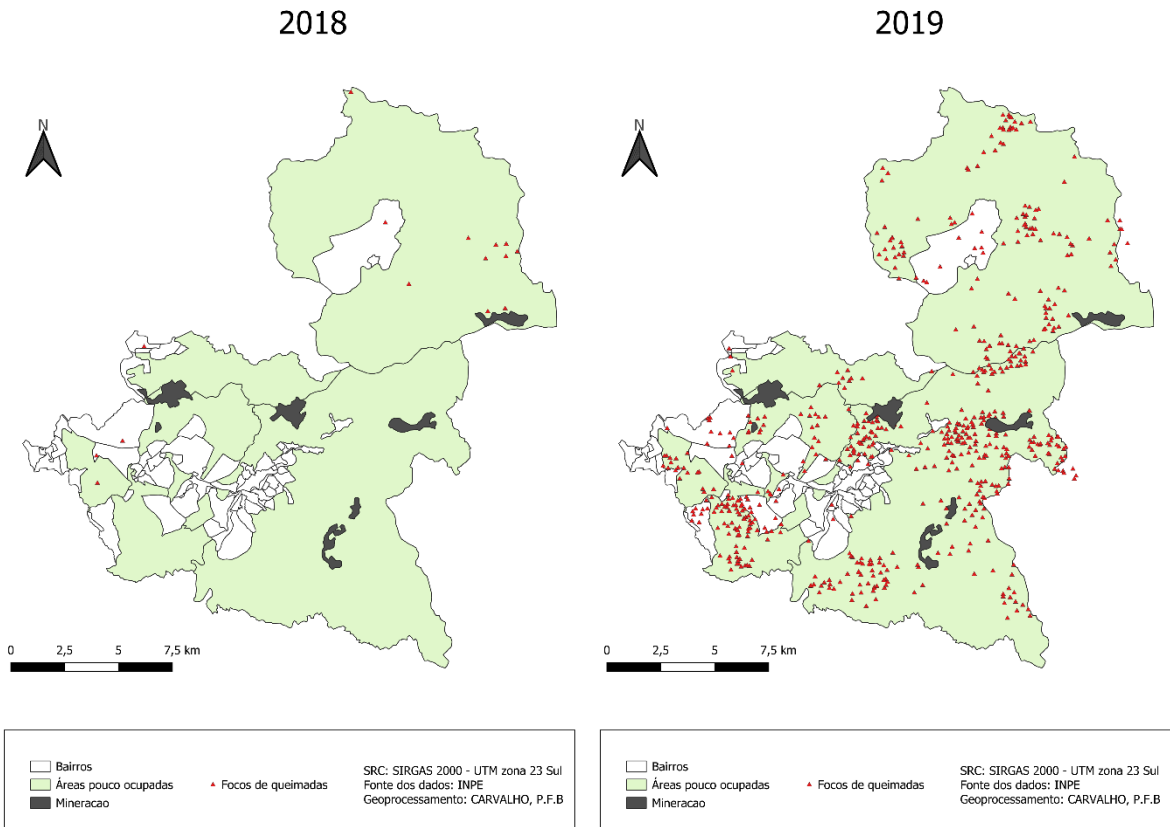 2018
N
0 2,5 5 7,5 km
Bairros
Áreas pouco ocupadas
Mineracao
Focos de queimadas
SRC: SIRGAS 2000 - UTM zona 23 Sul
Fonte dos dados: INPE
Geoprocessamento: CARVALHO, P.F.B
2019
N
0 2,5 5 7,5 km
Bairros
Áreas pouco ocupadas
Mineracao
Focos de queimadas
SRC: SIRGAS 2000 - UTM zona 23 Sul
Fonte dos dados: INPE
Geoprocessamento: CARVALHO, P.F.B